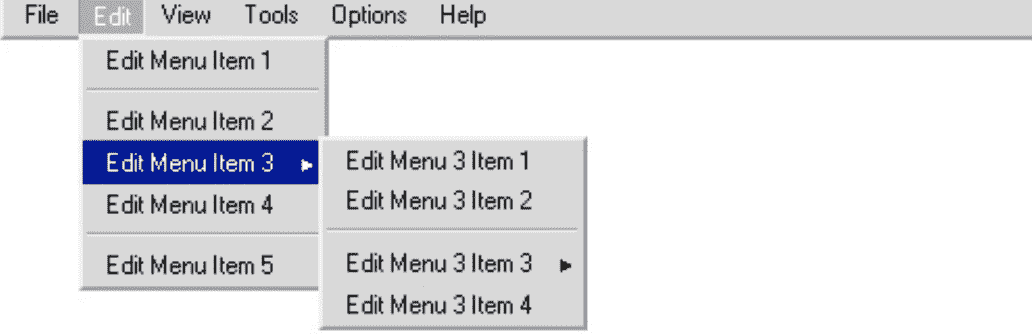 File Edit View Tools Options Help
Edit Menu Item 1
Edit Menu Item 2
Edit Menu Item 3
Edit Menu Item 4
Edit Menu Item 5
Edit Menu 3 Item 1
Edit Menu 3 Item 2
Edit Menu 3 Item 3
Edit Menu 3 Item 4